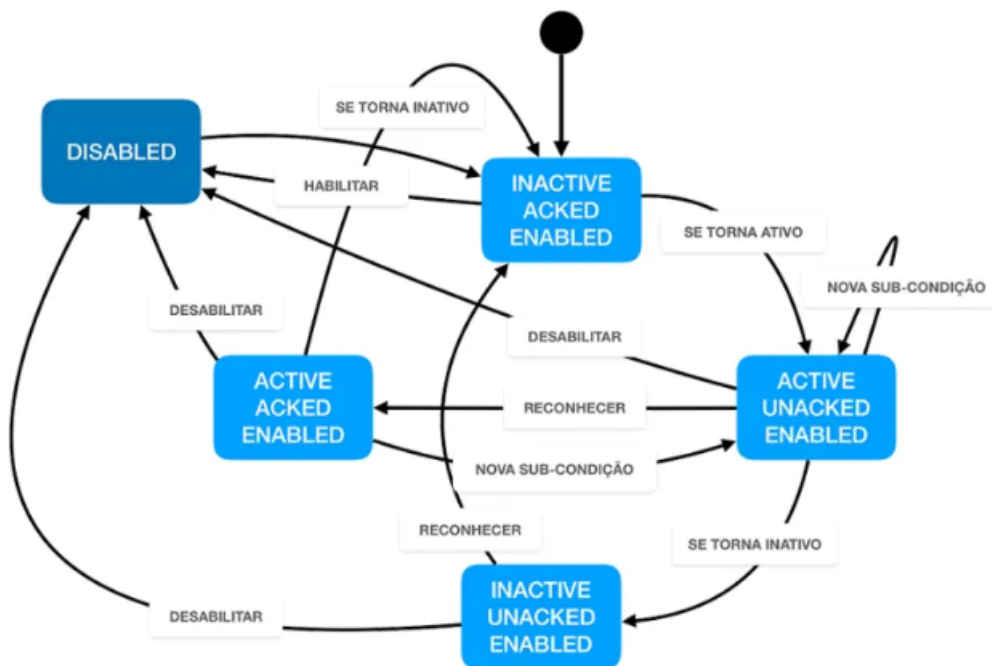 SE TORNA INATIVO
DISABLED
HABILITAR
INACTIVE
ACKED
ENABLED
SE TORNA ATIVO
NOVA SUB-CONDIÇÃO
DESABILITAR
DESABILITAR
ACTIVE
ACKED
ENABLED
RECONHECER
ACTIVE
UNACKED
ENABLED
NOVA SUB-CONDIÇÃO
RECONHECER
SE TORNA INATIVO
INACTIVE
UNACKED
ENABLED
DESABILITAR